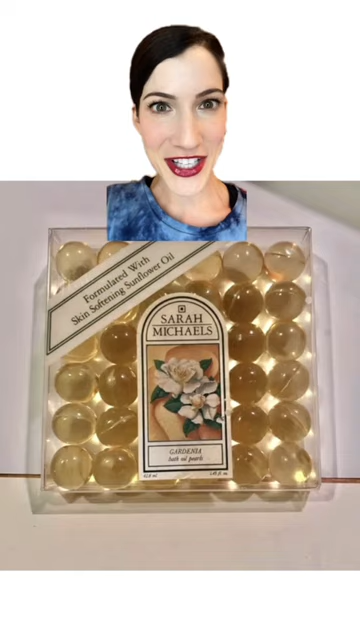 Formulated With
Skin Softening Sunflower Oil
SARAH
MICHAELS
GARDENIA
bath oil pearls